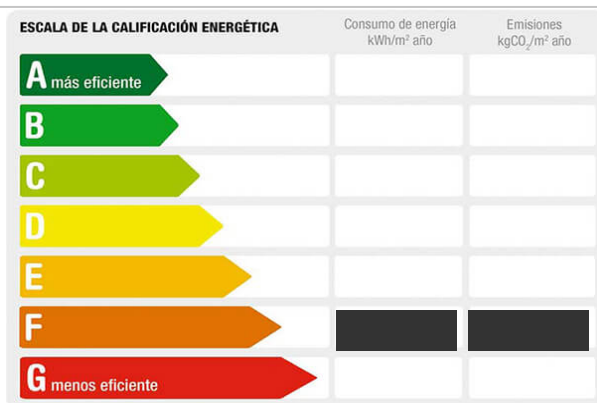 ESCALA DE LA CALIFICACIÓN ENERGÉTICA
Consumo de energía
kWh/m² año
Emisiones
kgCO₂/m² año
A más eficiente
B
C
D
E
F
G menos eficiente